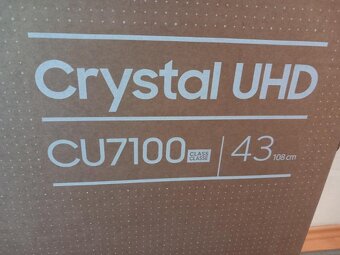 Crystal UHD
CU7100 CLASS CLASSE 43 108 cm